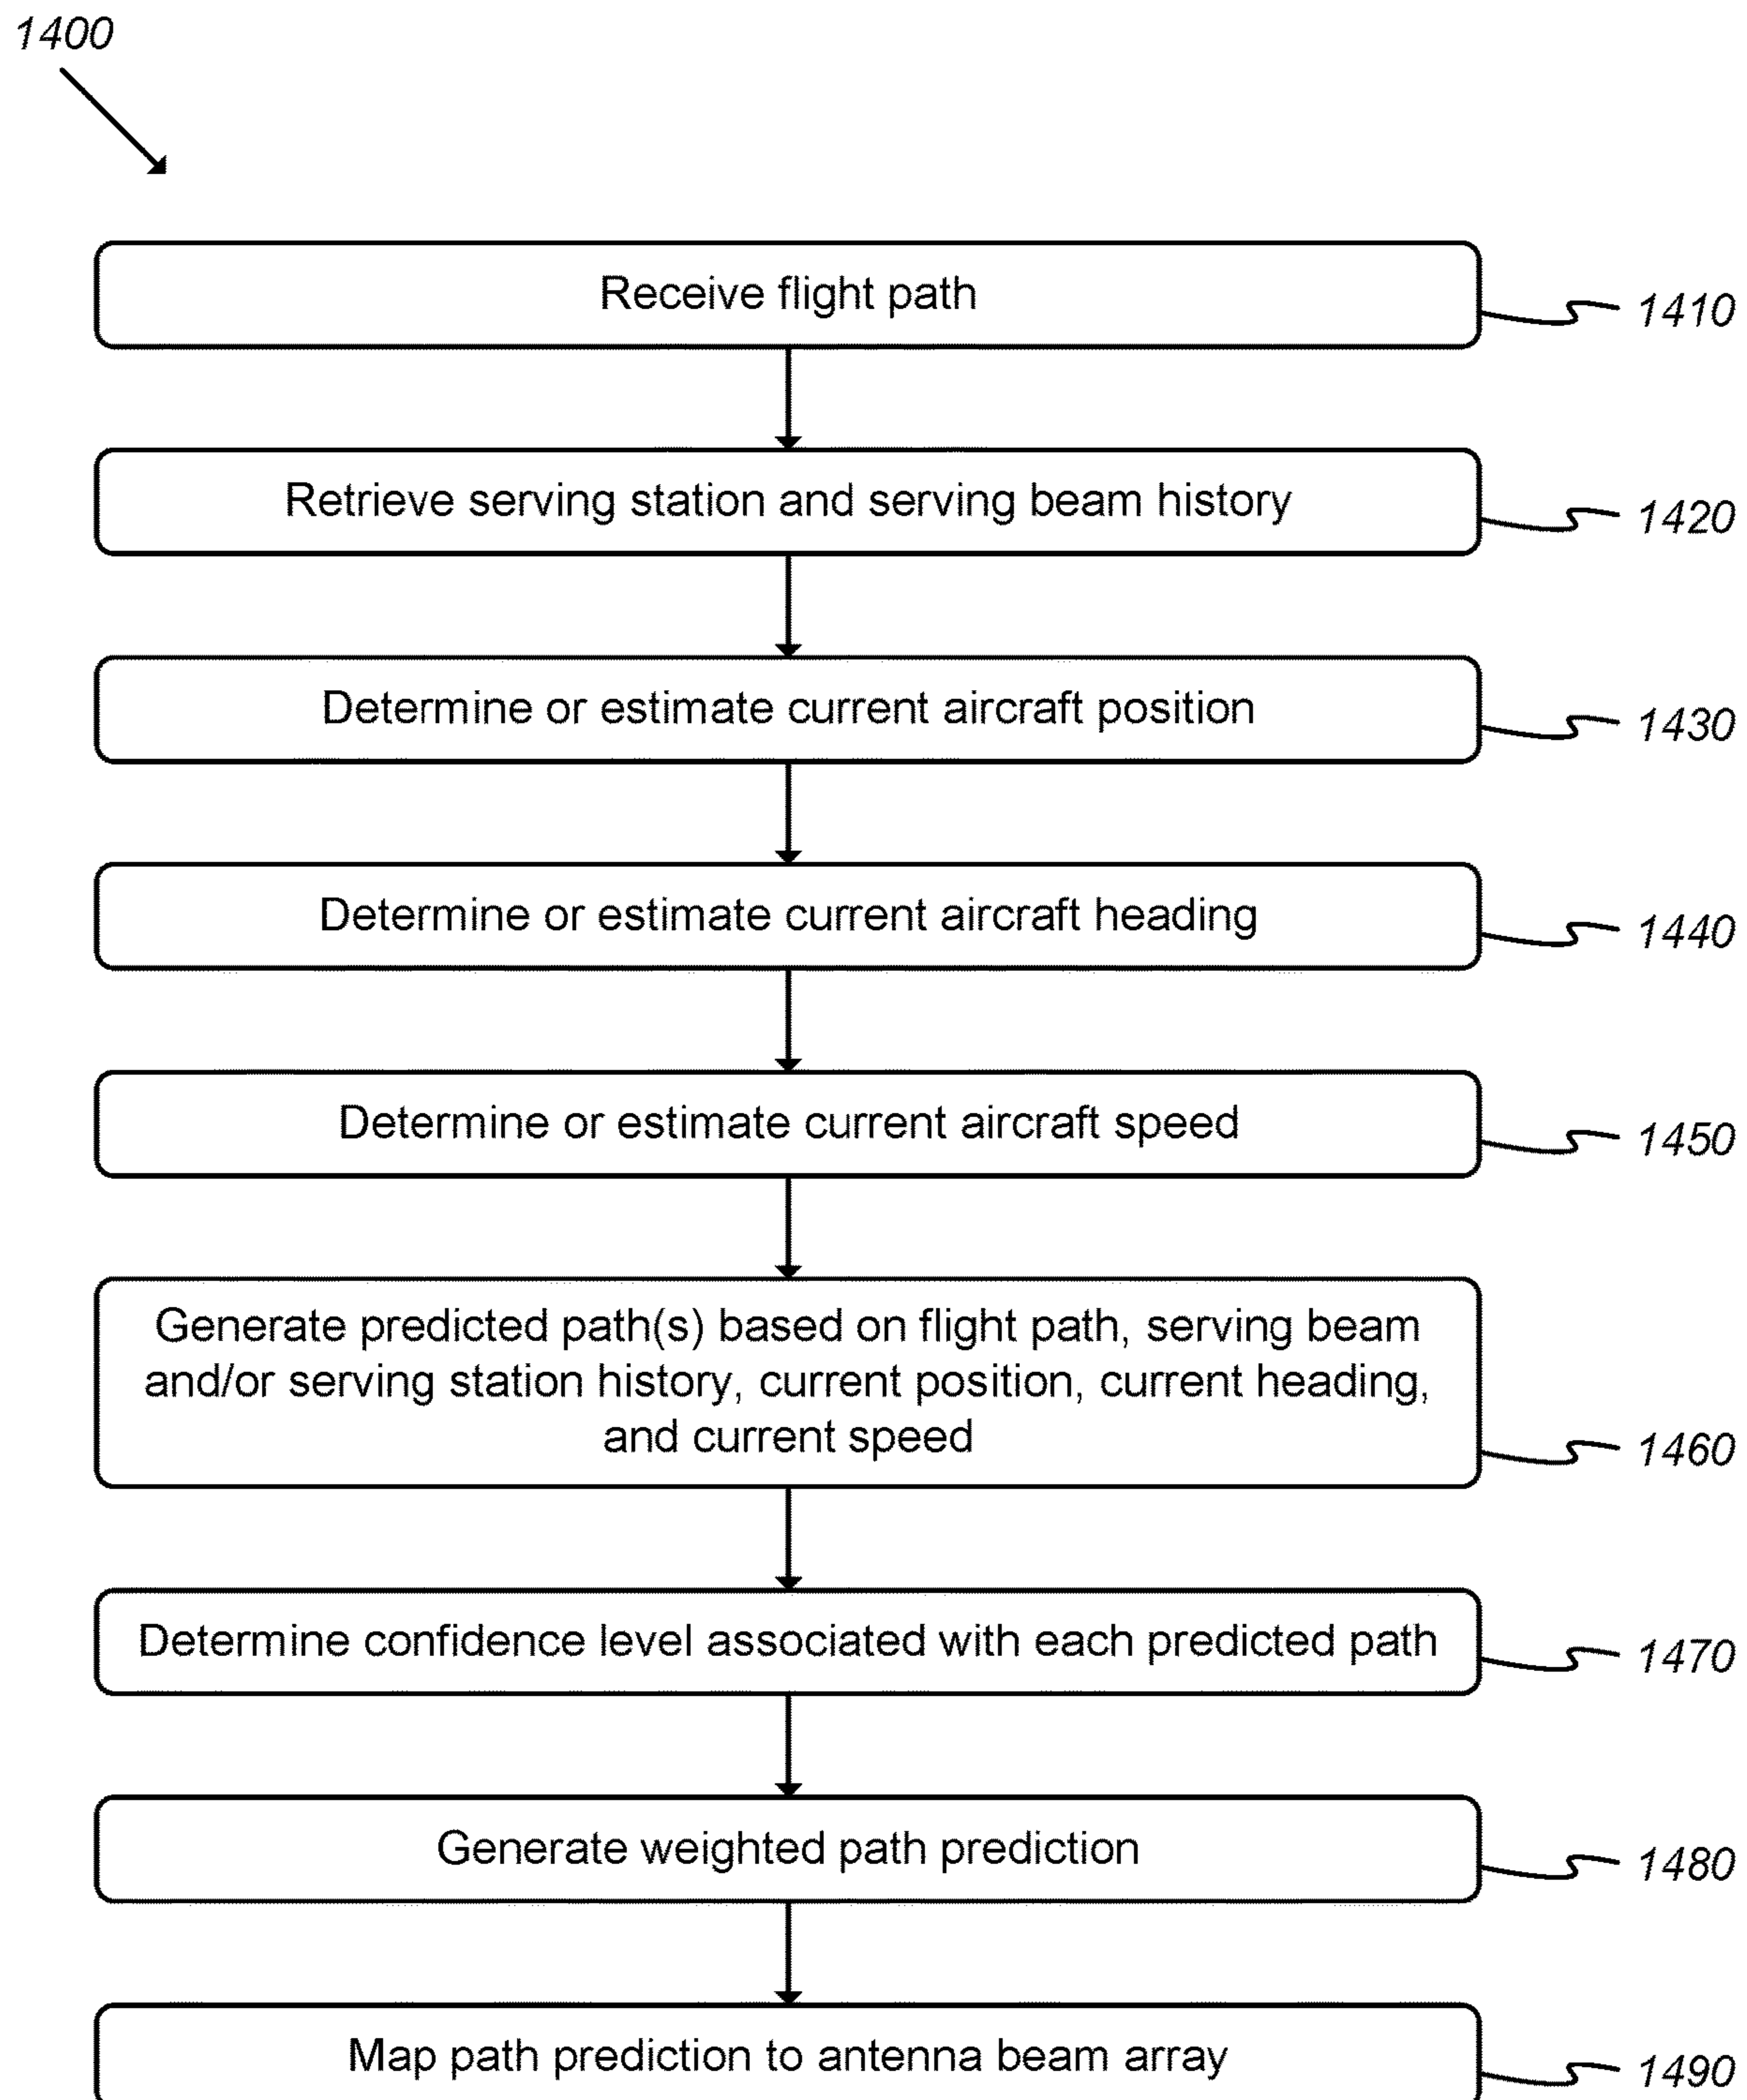 1400
Receive flight path
1410
Retrieve serving station and serving beam history
1420
Determine or estimate current aircraft position
1430
Determine or estimate current aircraft heading
1440
Determine or estimate current aircraft speed
1450
Generate predicted path(s) based on flight path, serving beam
and/or serving station history, current position, current heading,
and current speed
1460
Determine confidence level associated with each predicted path
1470
Generate weighted path prediction
1480
Map path prediction to antenna beam array
1490